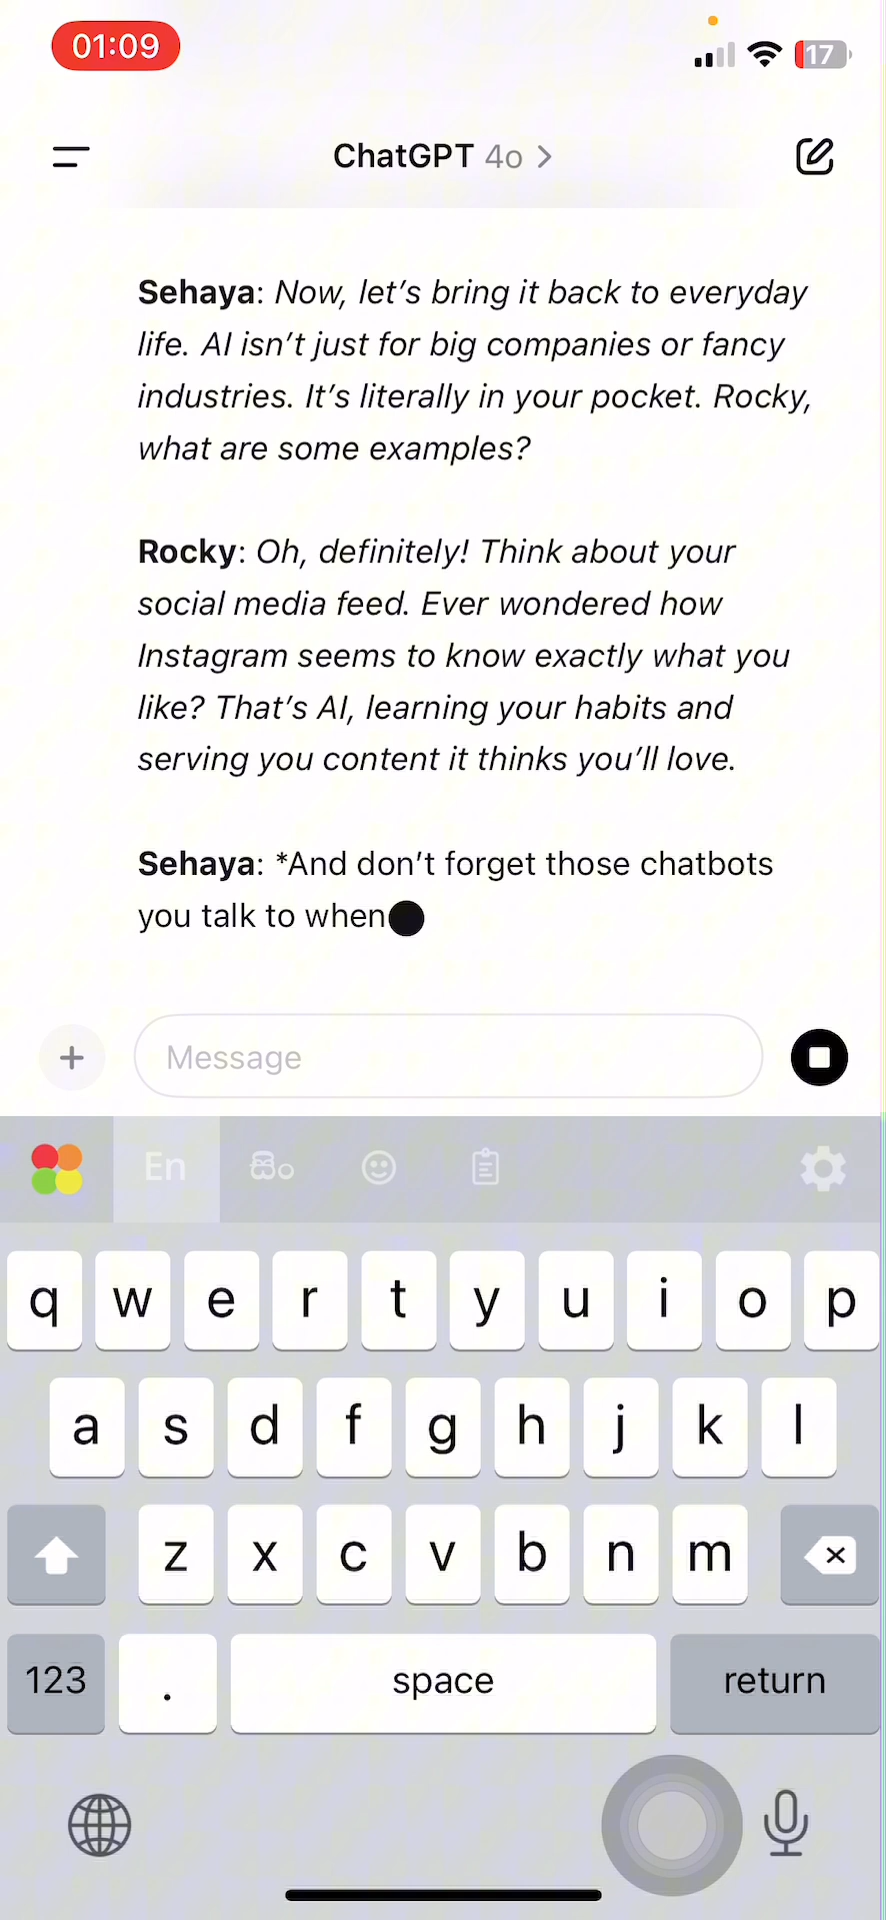 01:09
17
ChatGPT 4o
Sehaya: Now, let’s bring it back to everyday
life. AI isn’t just for big companies or fancy
industries. It’s literally in your pocket. Rocky,
what are some examples?
Rocky: Oh, definitely! Think about your
social media feed. Ever wondered how
Instagram seems to know exactly what you
like? That’s AI, learning your habits and
serving you content it thinks you’ll love.
Sehaya: *And don’t forget those chatbots
you talk to when
Message
En
q w e r t y u i o p
a s d f g h j k l
z x c v b n m
123 . space return